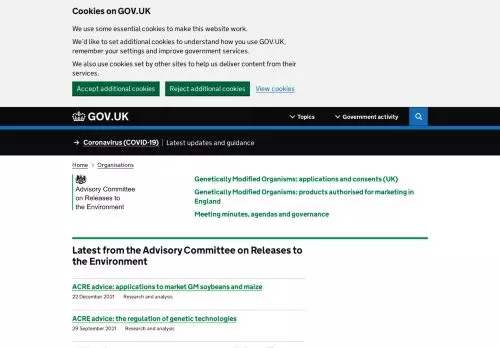 Cookies on GOV.UK
We use some essential cookies to make this website work.
We'd like to set additional cookies to understand how you use GOV.UK,
remember your settings and improve government services.
We also use cookies set by other sites to help us deliver content from their
services.
Accept additional cookies
Reject additional cookies
View cookies
GOV.UK
Topics
Government activity
→ Coronavirus (COVID-19) | Latest updates and guidance
Home > Organisations
Advisory Committee
on Releases to
the Environment
Genetically Modified Organisms: applications and consents (UK)
Genetically Modified Organisms: products authorised for marketing in
England
Meeting minutes, agendas and governance
Latest from the Advisory Committee on Releases to
the Environment
ACRE advice: applications to market GM soybeans and maize
22 December 2021 Research and analysis
ACRE advice: the regulation of genetic technologies
29 September 2021 Research and analysis